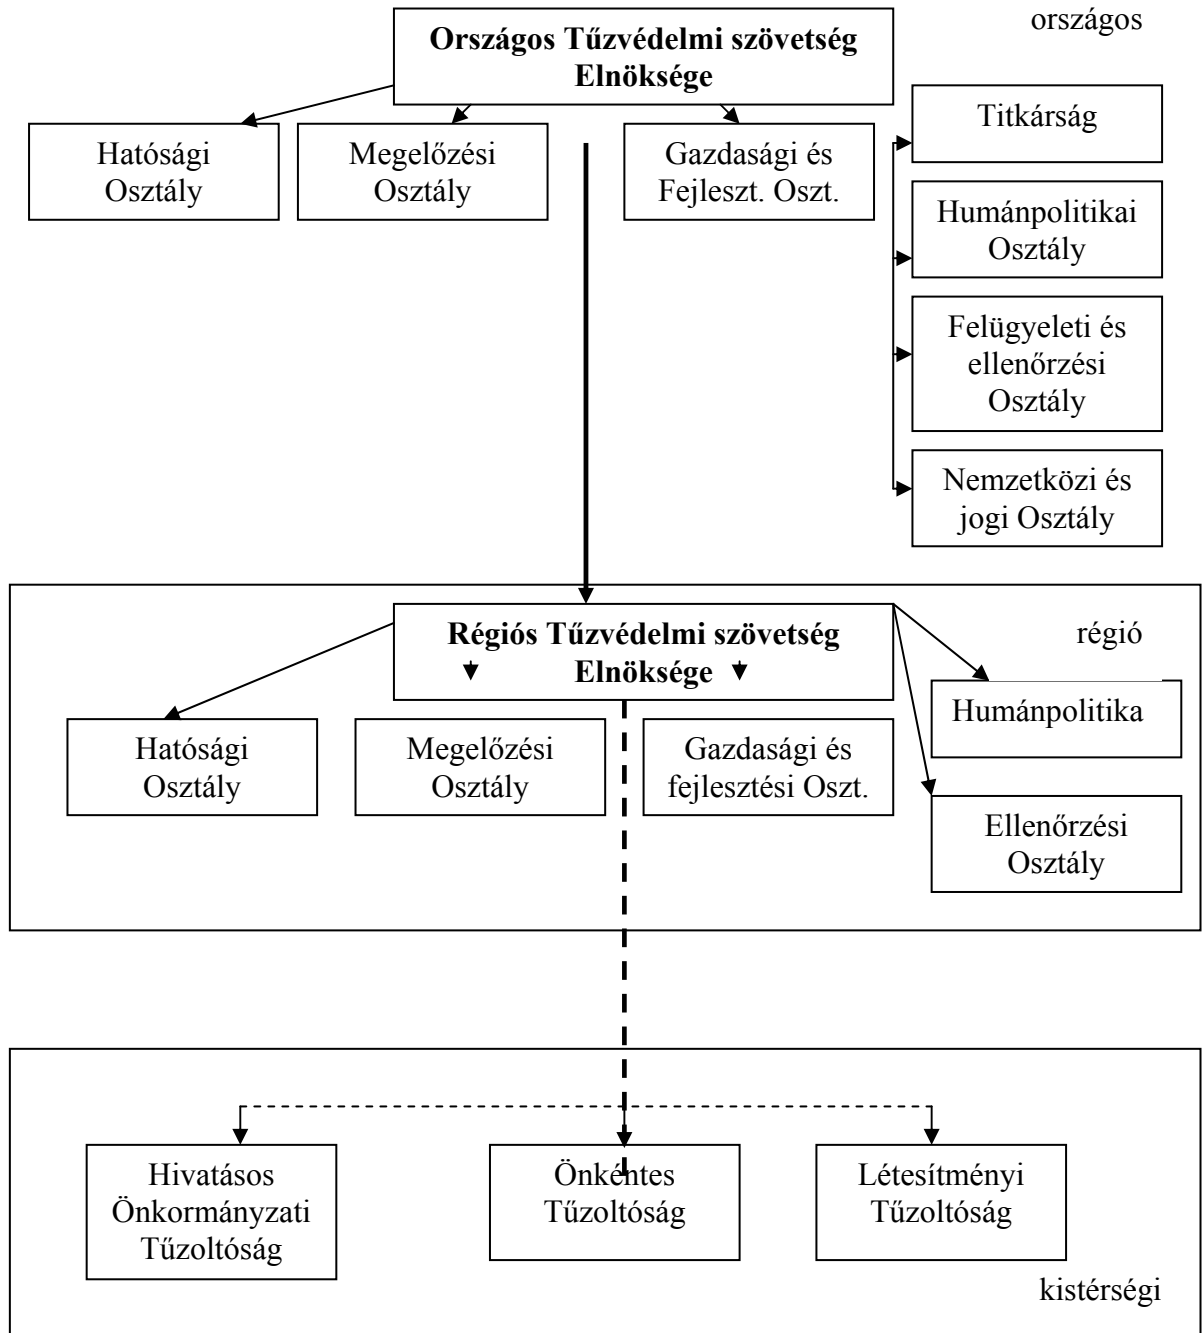 országos
Országos Tűzvédelmi szövetség
Elnöksége
Hatósági
Osztály
Megelőzési
Osztály
Gazdasági és
Fejleszt. Oszt.
Titkárság
Humánpolitikai
Osztály
Felügyeleti és
ellenőrzési
Osztály
Nemzetközi és
jogi Osztály
régió
Régiós Tűzvédelmi szövetség
Elnöksége
Hatósági
Osztály
Megelőzési
Osztály
Gazdasági és
fejlesztési Oszt.
Humánpolitika
Ellenőrzési
Osztály
Hivatásos
Önkormányzati
Tűzoltóság
Önkéntes
Tűzoltóság
Létesítményi
Tűzoltóság
kistérségi